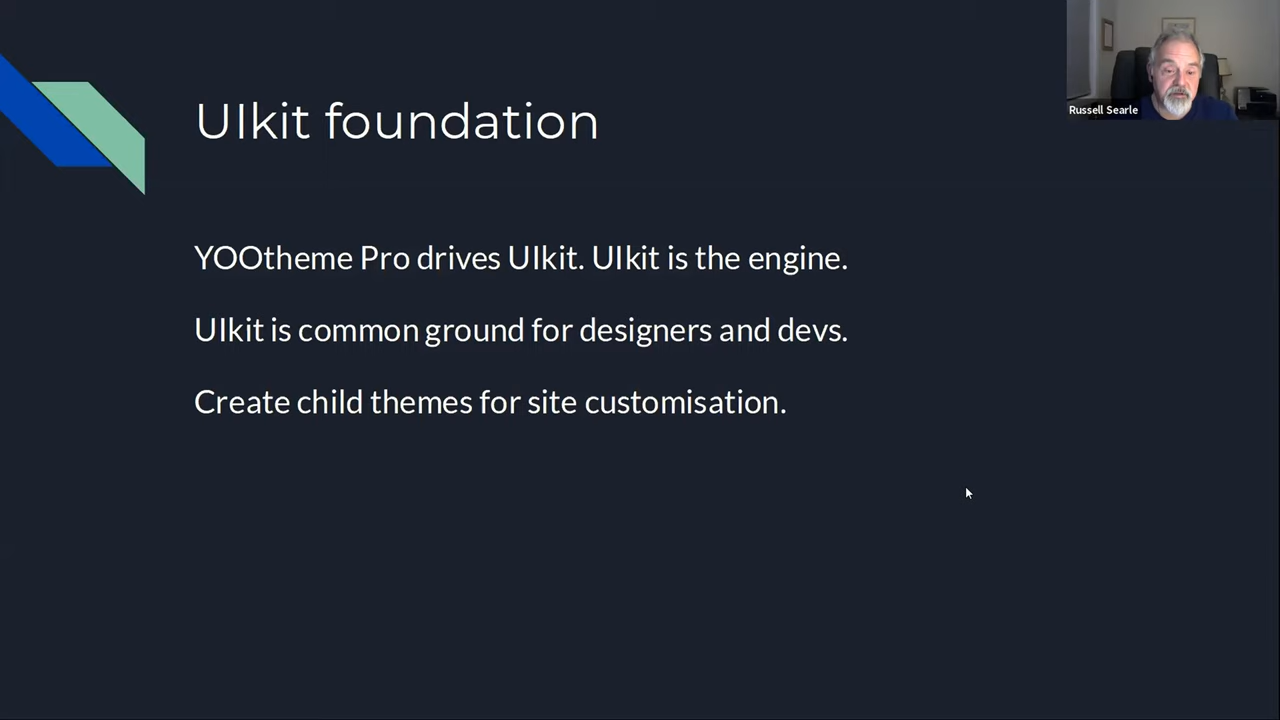 UIkit foundation
Russell Searle
YOOtheme Pro drives UIkit. UIkit is the engine.
UIkit is common ground for designers and devs.
Create child themes for site customisation.